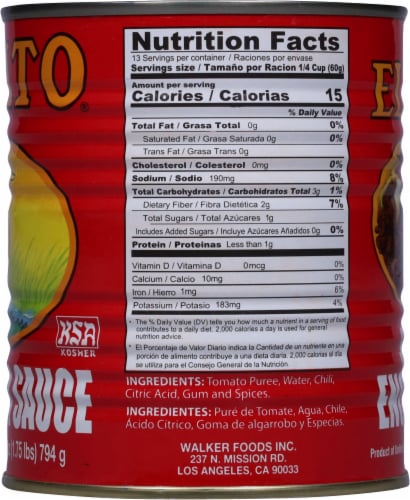 TO®
EL
Nutrition Facts
13 Servings per container / Raciones por envase
Servings size / Tamaño por Racion 1/4 Cup (60g)
Amount per serving
Calories / Calorias 15
% Daily Value
Total Fat / Grasa Total 0g 0%
Saturated Fat / Grasa Saturada 0g 0%
Trans Fat / Grasa Trans 0g
Cholesterol / Colesterol 0mg 0%
Sodium / Sodio 190mg 8%
Total Carbohydrates / Carbohidratos Total 3g 1%
Dietary Fiber / Fibra Dietética 2g 7%
Total Sugars / Total Azúcares 1g
Includes Added Sugars / Incluye Azúcares Añadidos 0g 0%
Protein / Proteinas Less than 1g
Vitamin D / Vitamina D 0mcg 0%
Calcium / Calcio 10mg 0%
Iron / Hierro 1mg 6%
Potassium / Potasio 183mg 4%
* The % Daily Value (DV) tells you how much a nutrient in a serving of food
contributes to a daily diet. 2,000 calories a day is used for general
nutrition advice.
* El Porcentaje de Valor Diario indica la Cantidad de un nutriente en una
porción de alimento contribuye a una dieta diaria. 2,000 calorias al dia
se utiliza para el Consejo General de la Nutrición
KSA
KOSHER
SAUCE
(1.75 lbs) 794 g
INGREDIENTS: Tomato Puree, Water, Chili,
Citric Acid, Gum and Spices.
INGREDIENTES: Puré de Tomate, Agua, Chile,
Ácido Cítrico, Goma de algarrobo y Especias.
WALKER FOODS INC.
237 N. MISSION RD.
LOS ANGELES, CA 90033
EN
Product of